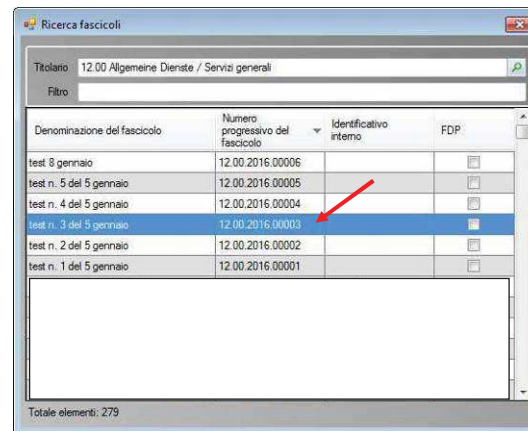 Ricerca fascicoli
Titolario 12.00 Allgemeine Dienste / Servizi generali
Filtro
Denominazione del fascicolo Numero progressivo del fascicolo Identificativo interno FDP
test 8 gennaio 12.00.2016.00006
test n. 5 del 5 gennaio 12.00.2016.00005
test n. 4 del 5 gennaio 12.00.2016.00004
test n. 3 del 5 gennaio 12.00.2016.00003
test n. 2 del 5 gennaio 12.00.2016.00002
test n. 1 del 5 gennaio 12.00.2016.00001
Totale elementi: 279